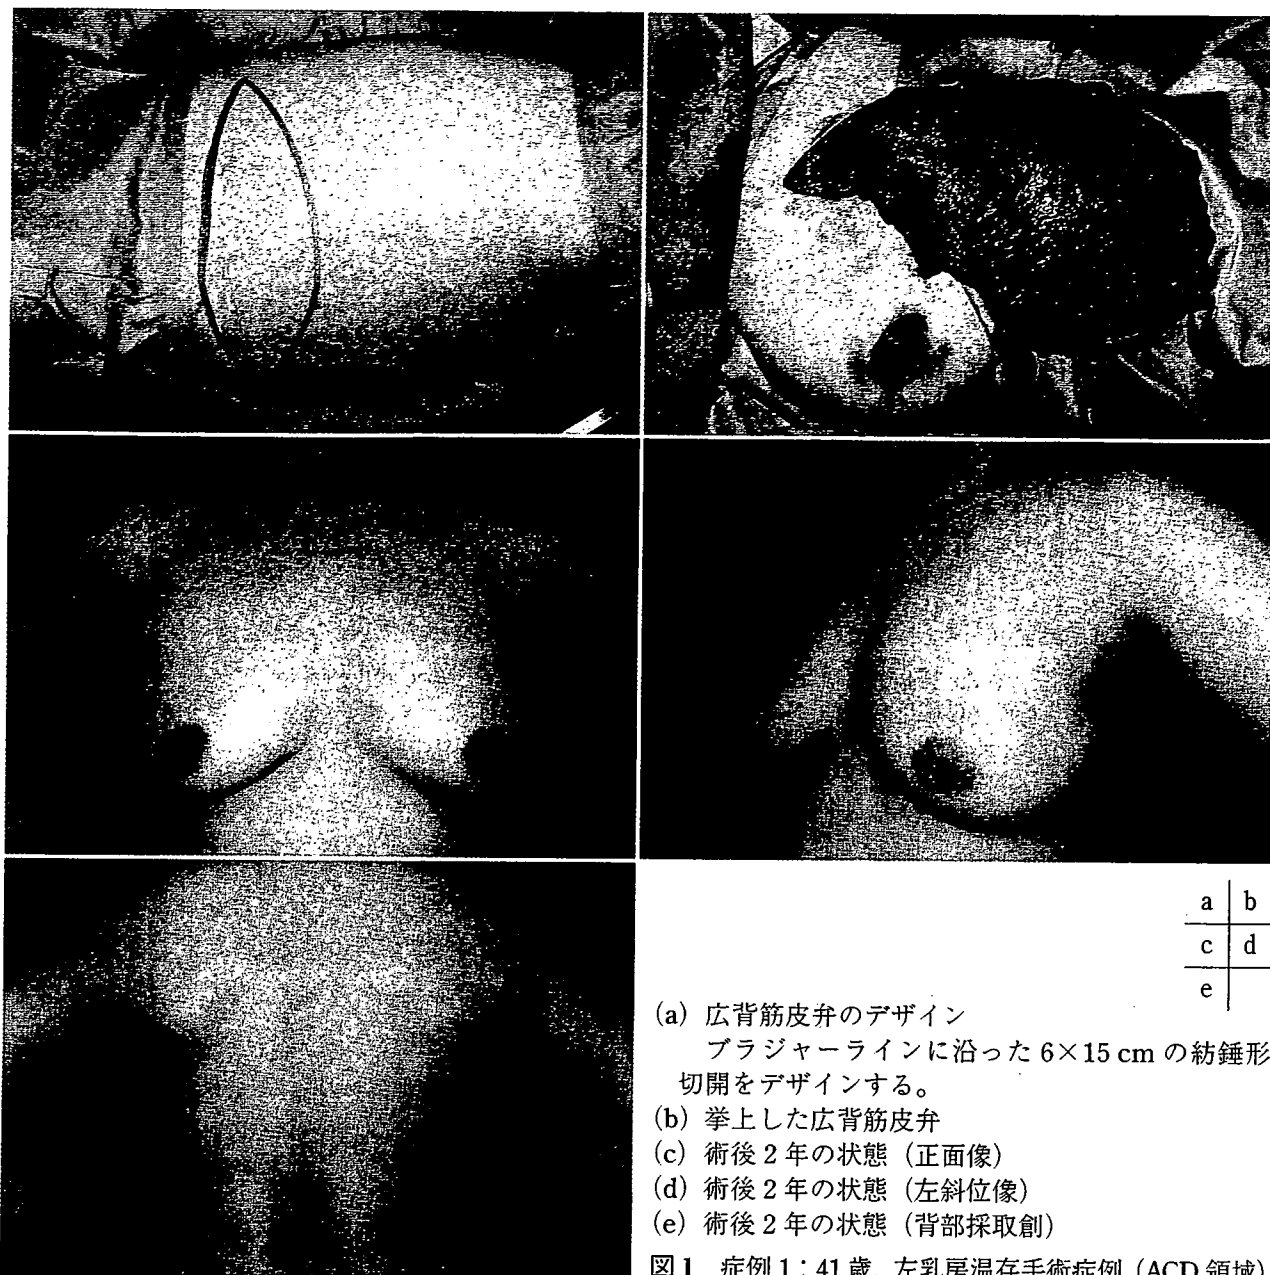 a b
c d
e
(a) 広背筋皮弁のデザイン
ブラジャーラインに沿った 6×15 cm の紡錘形
切開をデザインする。
(b) 挙上した広背筋皮弁
(c) 術後 2 年の状態（正面像）
(d) 術後 2 年の状態（左斜位像）
(e) 術後 2 年の状態（背部採取創）
図 1 症例 1：41 歳，左乳房温存手術症例（ACD 領域）